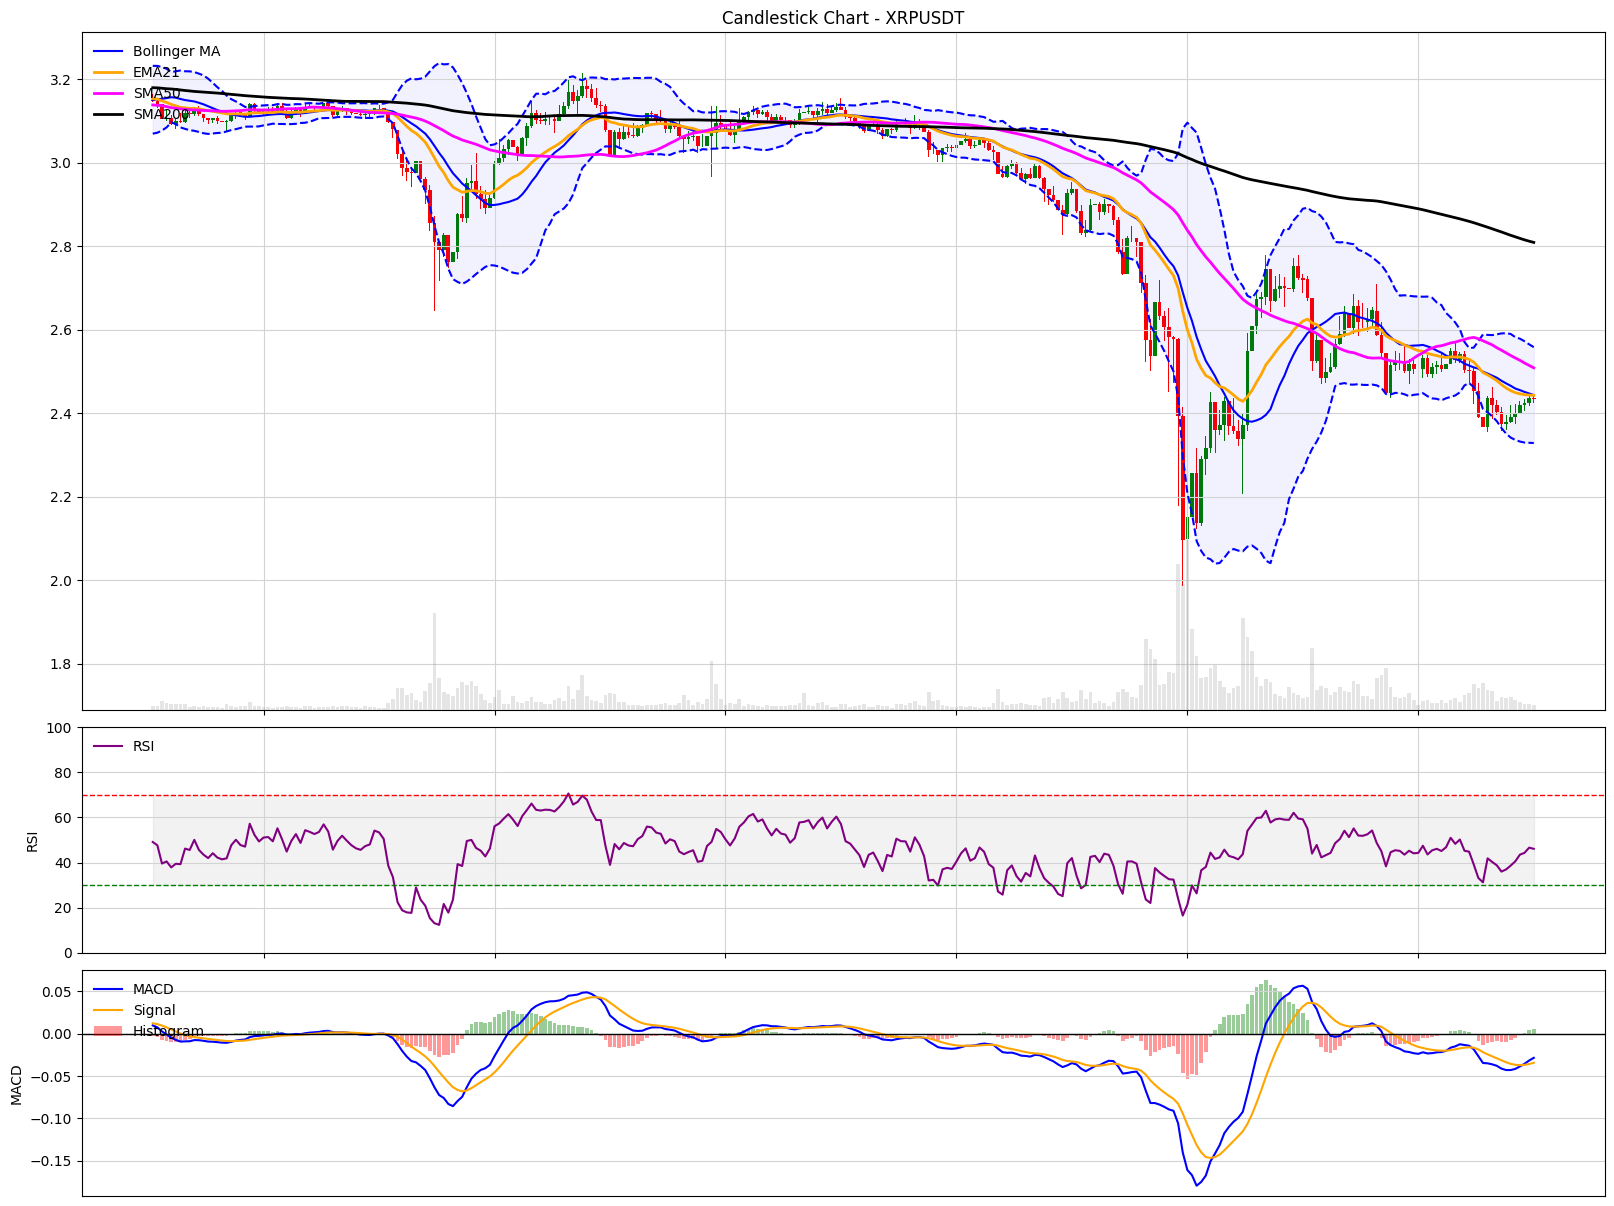 Candlestick Chart - XRPUSDT
Bollinger MA
EMA21
SMA50
SMA200
3.2
3.0
2.8
2.6
2.4
2.2
2.0
1.8
RSI
100
80
60
40
20
0
RSI
MACD
Signal
Histogram
0.05
0.00
−0.05
−0.10
−0.15
MACD